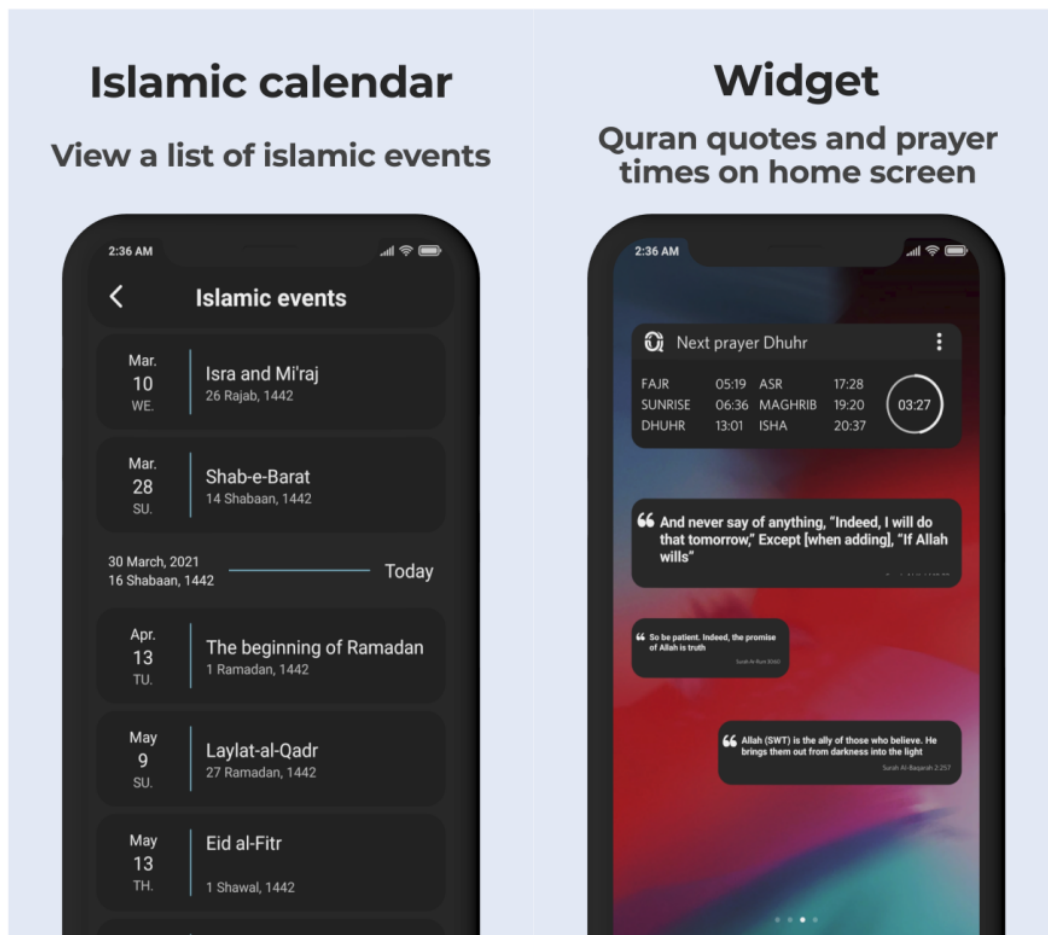 Islamic calendar
View a list of islamic events
2:36 AM
Islamic events
Mar.
10
WE.
Isra and Mi'raj
26 Rajab, 1442
Mar.
28
SU.
Shab-e-Barat
14 Shabaan, 1442
30 March, 2021
16 Shabaan, 1442
Today
Apr.
13
TU.
The beginning of Ramadan
1 Ramadan, 1442
May
9
SU.
Laylat-al-Qadr
27 Ramadan, 1442
May
13
TH.
Eid al-Fitr
1 Shawal, 1442
Widget
Quran quotes and prayer
times on home screen
2:36 AM
Next prayer Dhuhr
FAJR 05:19 ASR 17:28
SUNRISE 06:36 MAGHRIB 19:20
DHUHR 13:01 ISHA 20:37
03:27
“ And never say of anything, “Indeed, I will do
that tomorrow,” Except [when adding], “If Allah
wills”
“ So be patient. Indeed, the promise
of Allah is truth
Surah Ar-Rum
“ Allah (SWT) is the ally of those who believe. He
brings them out from darkness into the light
Surah Al-Baqarah 2:257